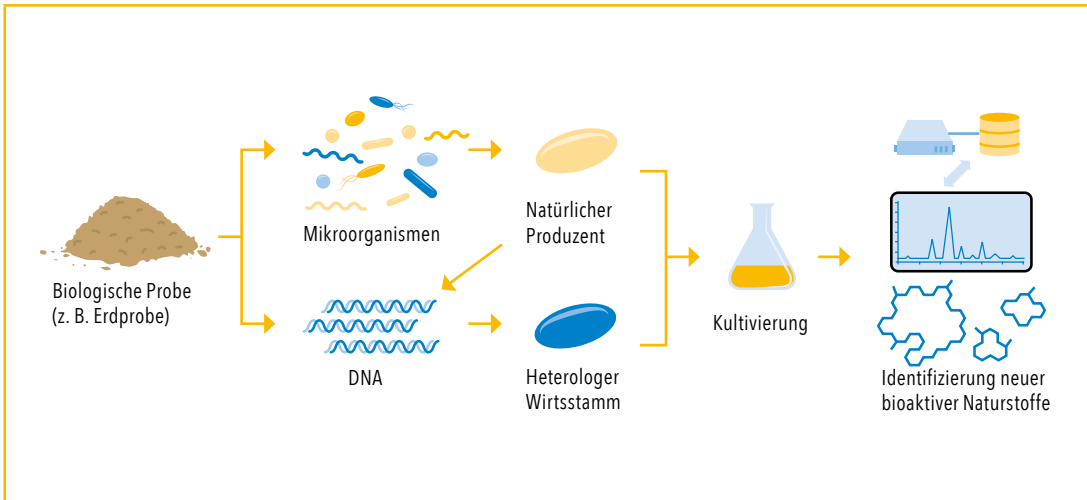 Biologische Probe
(z. B. Erdprobe)
Mikroorganismen
DNA
Natürlicher
Produzent
Heterologer
Wirtsstamm
Kultivierung
Identifizierung neuer
bioaktiver Naturstoffe